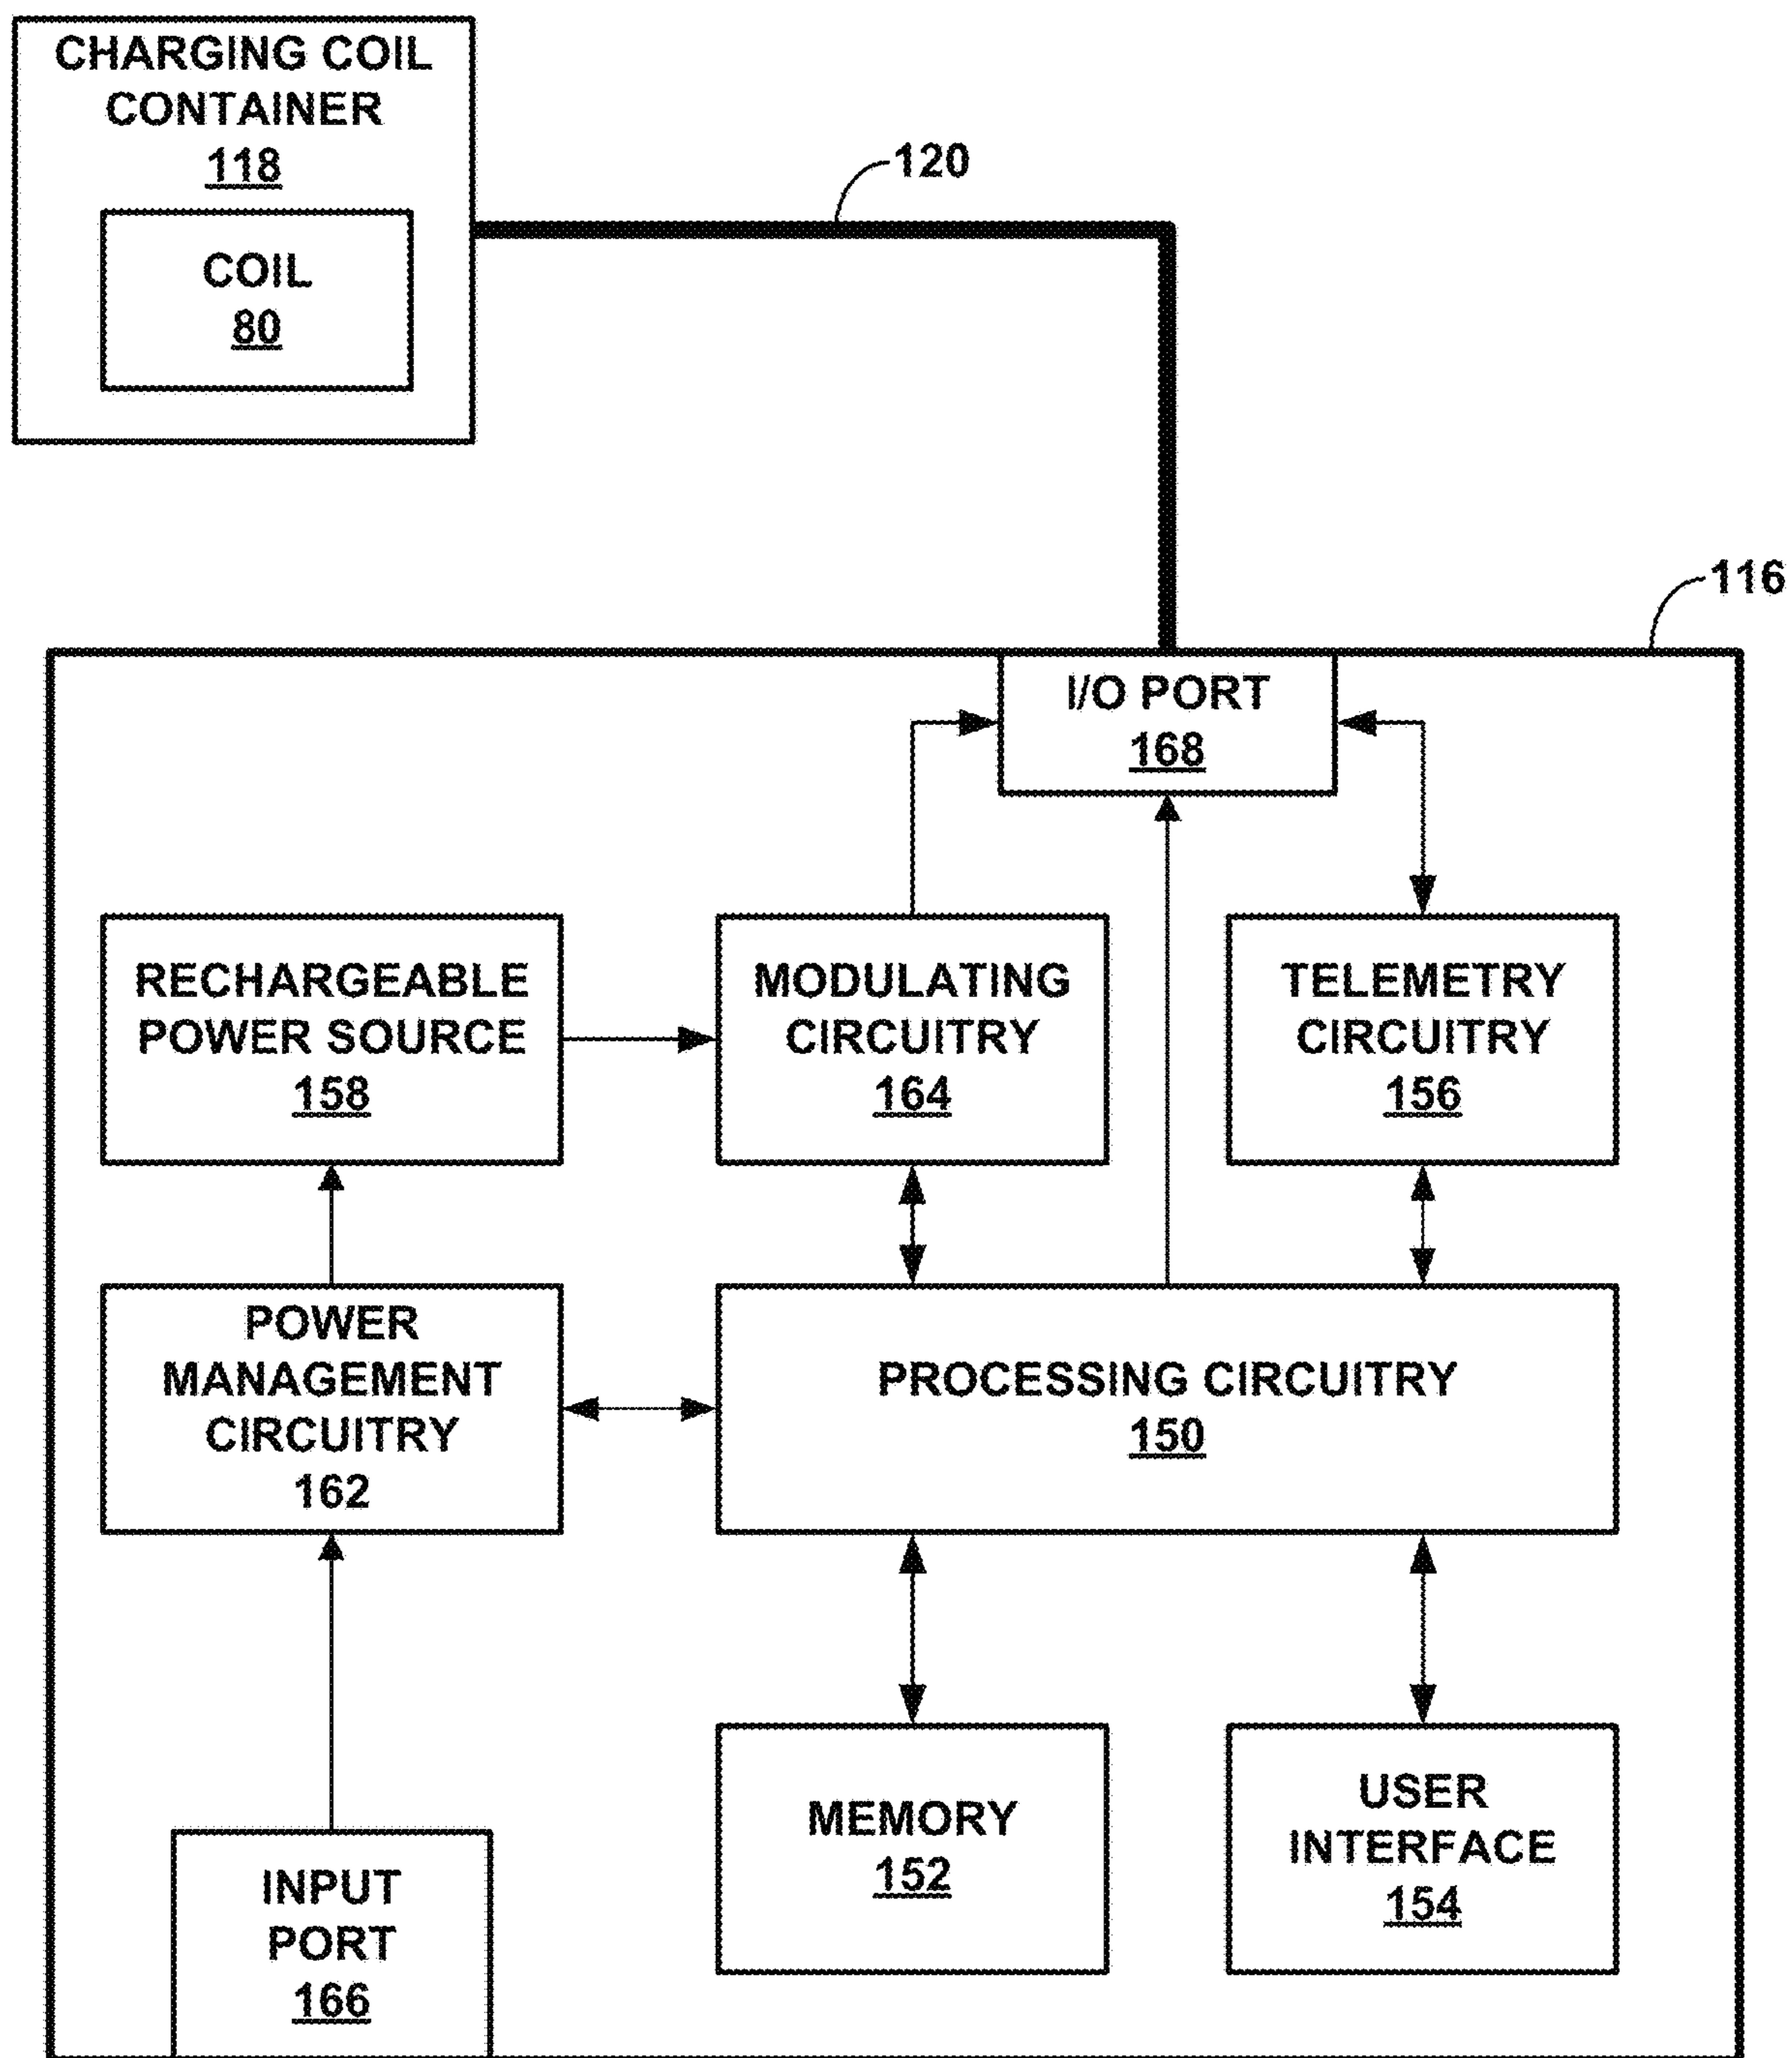 CHARGING COIL
CONTAINER
118
COIL
80
120
116
I/O PORT
168
RECHARGEABLE
POWER SOURCE
158
MODULATING
CIRCUITRY
164
TELEMETRY
CIRCUITRY
156
POWER
MANAGEMENT
CIRCUITRY
162
PROCESSING CIRCUITRY
150
INPUT
PORT
166
MEMORY
152
USER
INTERFACE
154